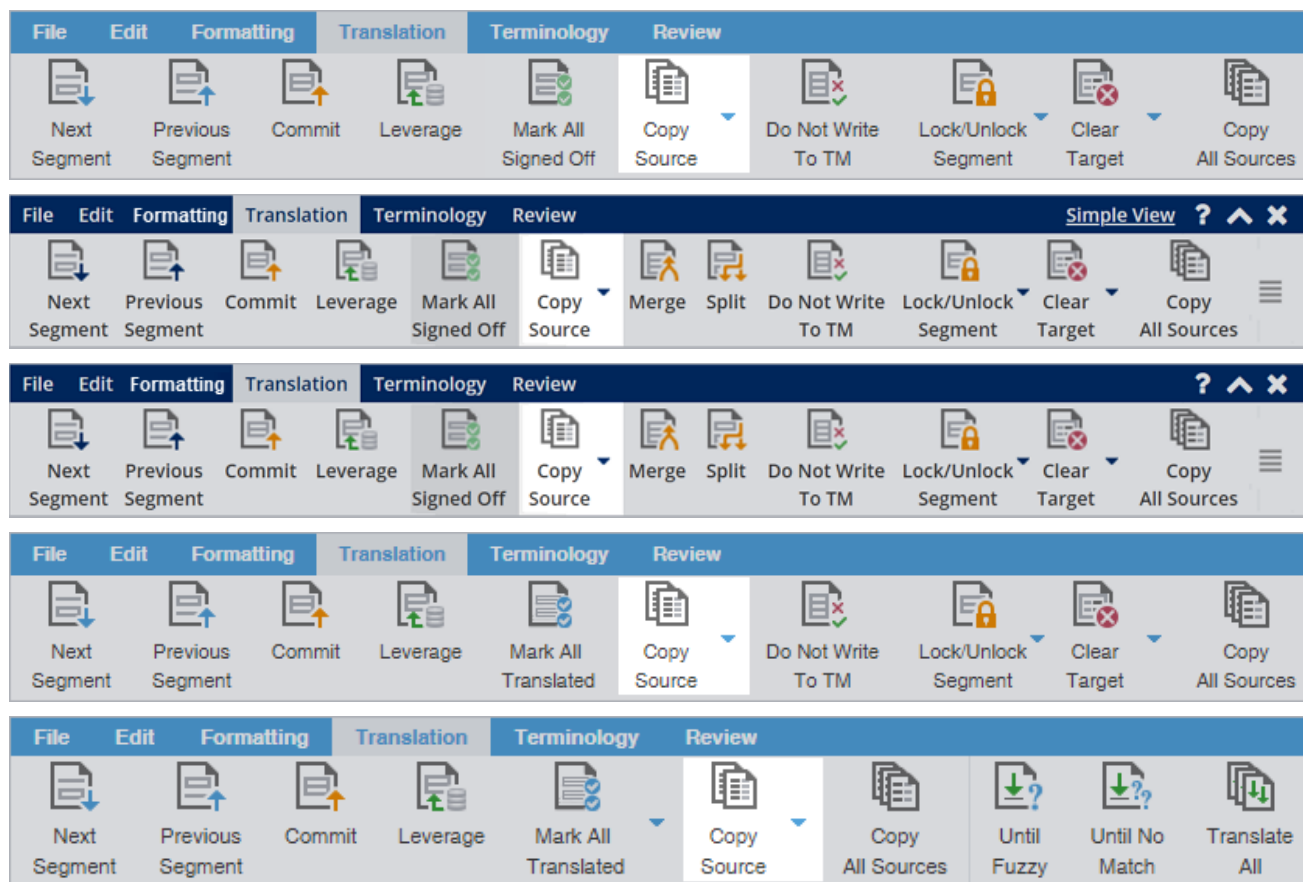 File Edit Formatting Translation Terminology Review
Next Previous Commit Leverage Mark All Copy Do Not Write Lock/Unlock Clear Copy
Segment Segment Signed Off Source To TM Segment Target All Sources
File Edit Formatting Translation Terminology Review Simple View ?
Next Previous Commit Leverage Mark All Copy Merge Split Do Not Write Lock/Unlock Clear Copy
Segment Segment Signed Off Source To TM Segment Target All Sources
File Edit Formatting Translation Terminology Review ?
Next Previous Commit Leverage Mark All Copy Merge Split Do Not Write Lock/Unlock Clear Copy
Segment Segment Signed Off Source To TM Segment Target All Sources
File Edit Formatting Translation Terminology Review
Next Previous Commit Leverage Mark All Copy Do Not Write Lock/Unlock Clear Copy
Segment Segment Translated Source To TM Segment Target All Sources
File Edit Formatting Translation Terminology Review
Next Previous Commit Leverage Mark All Copy Copy Until Until No Translate
Segment Segment Translated Source All Sources Fuzzy Match All